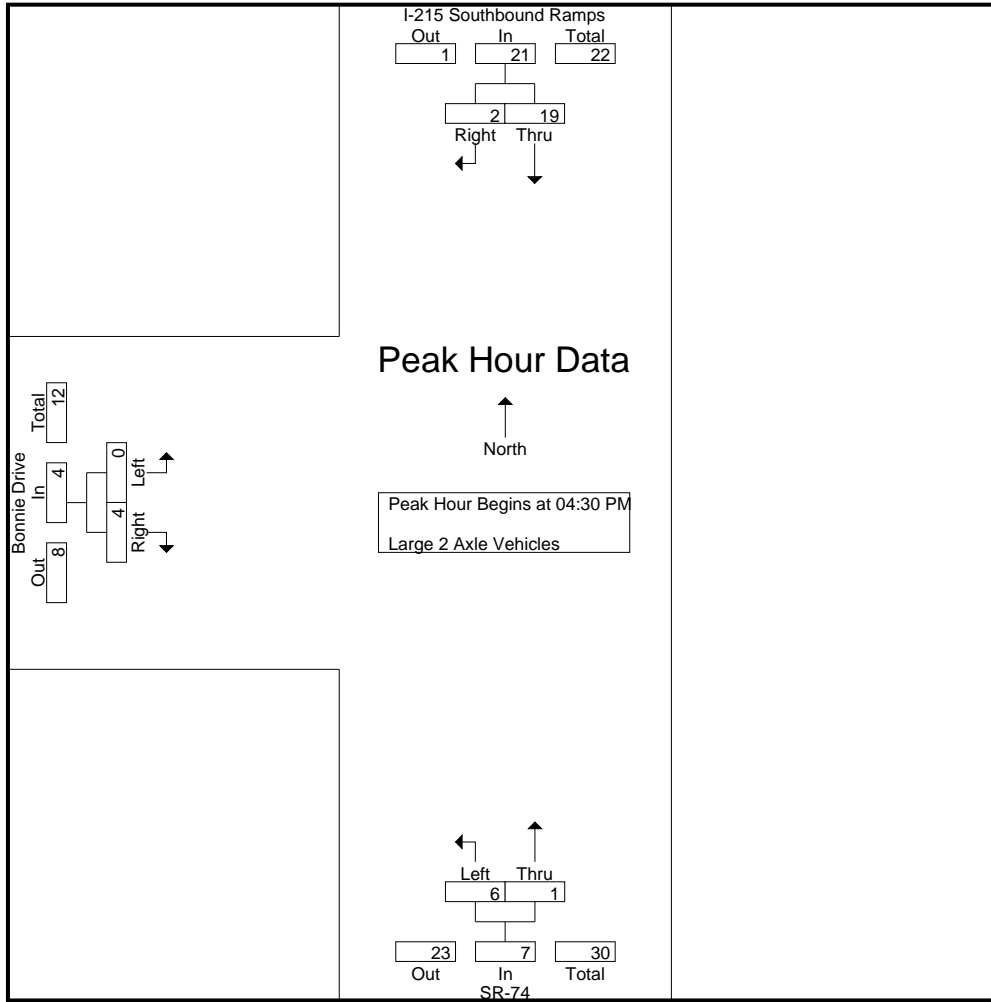 I-215 Southbound Ramps
Out In Total
1 21 22
2 19
Right Thru
Peak Hour Data
North
Peak Hour Begins at 04:30 PM
Large 2 Axle Vehicles
Bonnie Drive
Out In Total
8 4 12
Right Left
4 0
Left Thru
6 1
23 7 30
Out In Total
SR-74